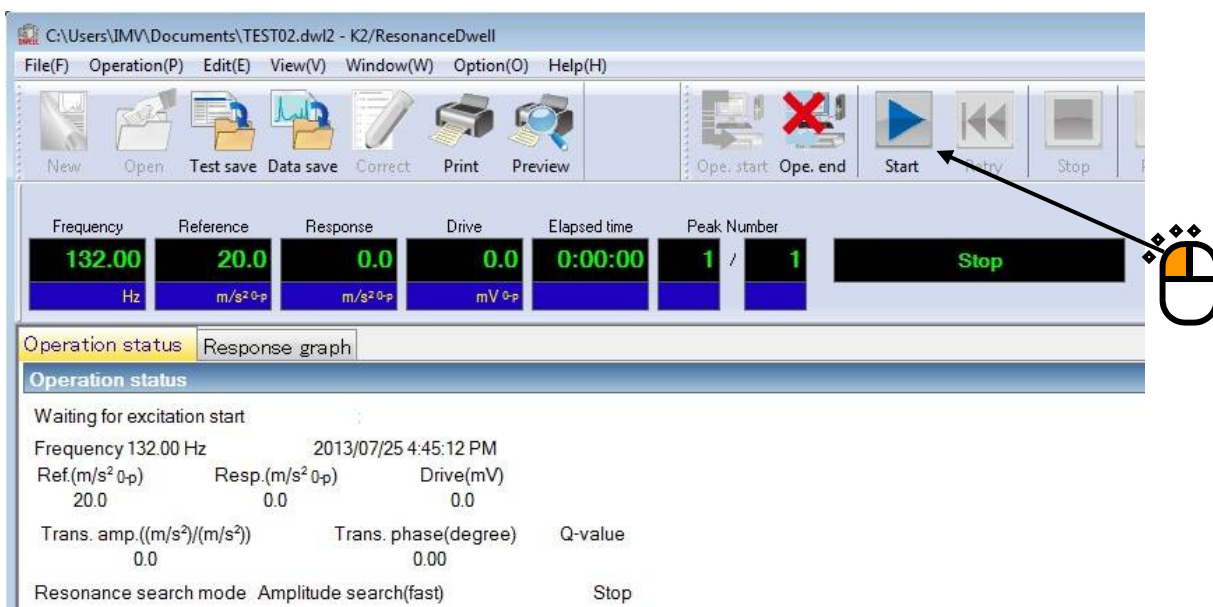 C:\Users\IMV\Documents\TEST02.dwl2 - K2/ResonanceDwell
File(F) Operation(P) Edit(E) View(V) Window(W) Option(O) Help(H)
New Open Test save Data save Correct Print Preview Ope. start Ope. end Start Retry Stop
Frequency Reference Response Drive Elapsed time Peak Number
132.00 20.0 0.0 0.0 0:00:00 1 / 1 Stop
Hz m/s² 0-p m/s² 0-p mV 0-p
Operation status Response graph
Operation status
Waiting for excitation start :
Frequency 132.00 Hz 2013/07/25 4:45:12 PM
Ref.(m/s² 0-p) Resp.(m/s² 0-p) Drive(mV)
20.0 0.0 0.0
Trans. amp.((m/s²)/(m/s²)) Trans. phase(degree) Q-value
0.0 0.00
Resonance search mode Amplitude search(fast) Stop